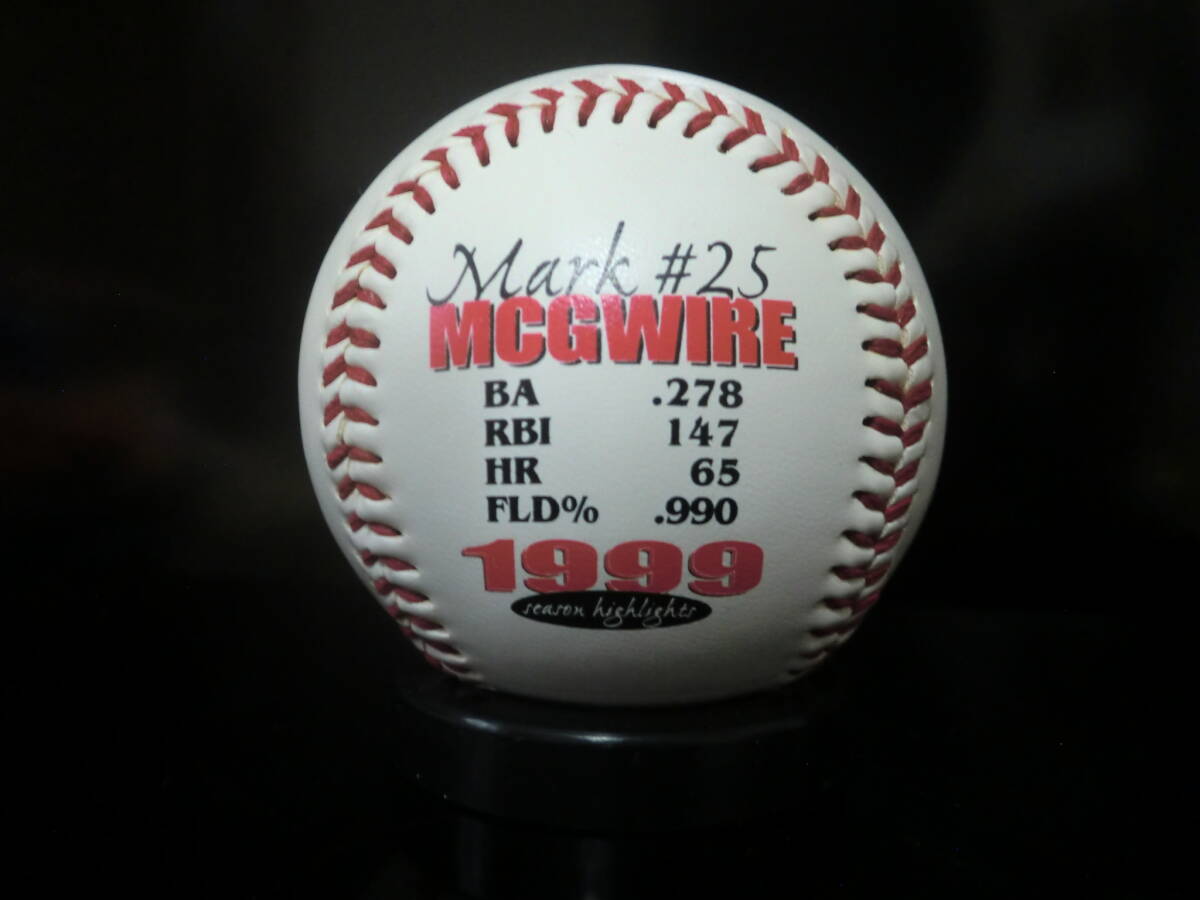 Mark #25
MCGWIRE
BA .278
RBI 147
HR 65
FLD% .990
1999
season highlights